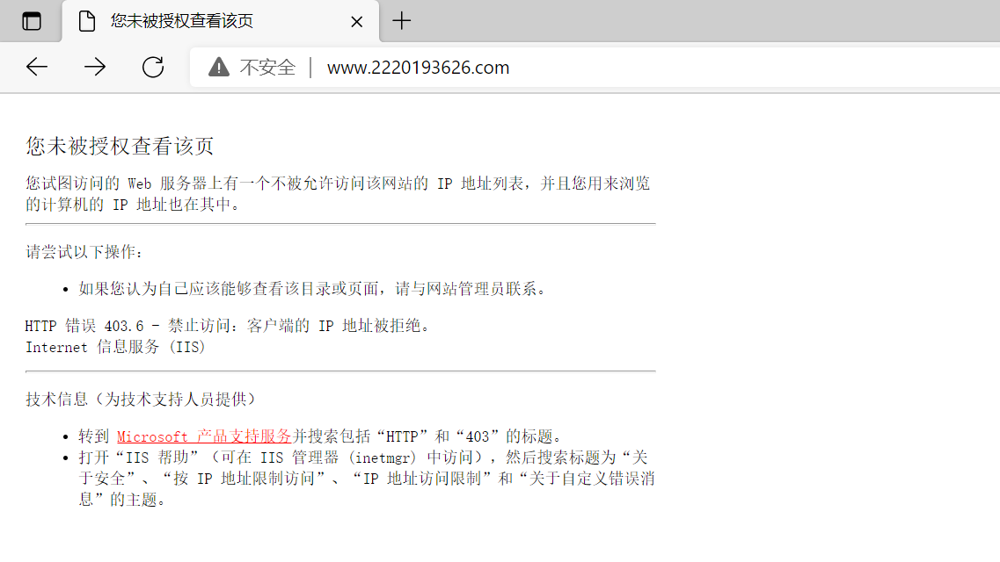 您未被授权查看该页
不安全 | www.2220193626.com
您未被授权查看该页
您试图访问的 Web 服务器上有一个不被允许访问该网站的 IP 地址列表，并且您用来浏览
的计算机的 IP 地址也在其中。
请尝试以下操作：
• 如果您认为自己应该能够查看该目录或页面，请与网站管理员联系。
HTTP 错误 403.6 - 禁止访问：客户端的 IP 地址被拒绝。
Internet 信息服务 (IIS)
技术信息（为技术支持人员提供）
• 转到 Microsoft 产品支持服务并搜索包括“HTTP”和“403”的标题。
• 打开“IIS 帮助”（可在 IIS 管理器 (inetmgr) 中访问），然后搜索标题为“关
于安全”、“按 IP 地址限制访问”、“IP 地址访问限制”和“关于自定义错误消
息”的主题。